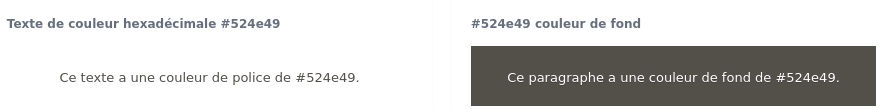 Texte de couleur hexadécimale #524e49
Ce texte a une couleur de police de #524e49.
#524e49 couleur de fond
Ce paragraphe a une couleur de fond de #524e49.